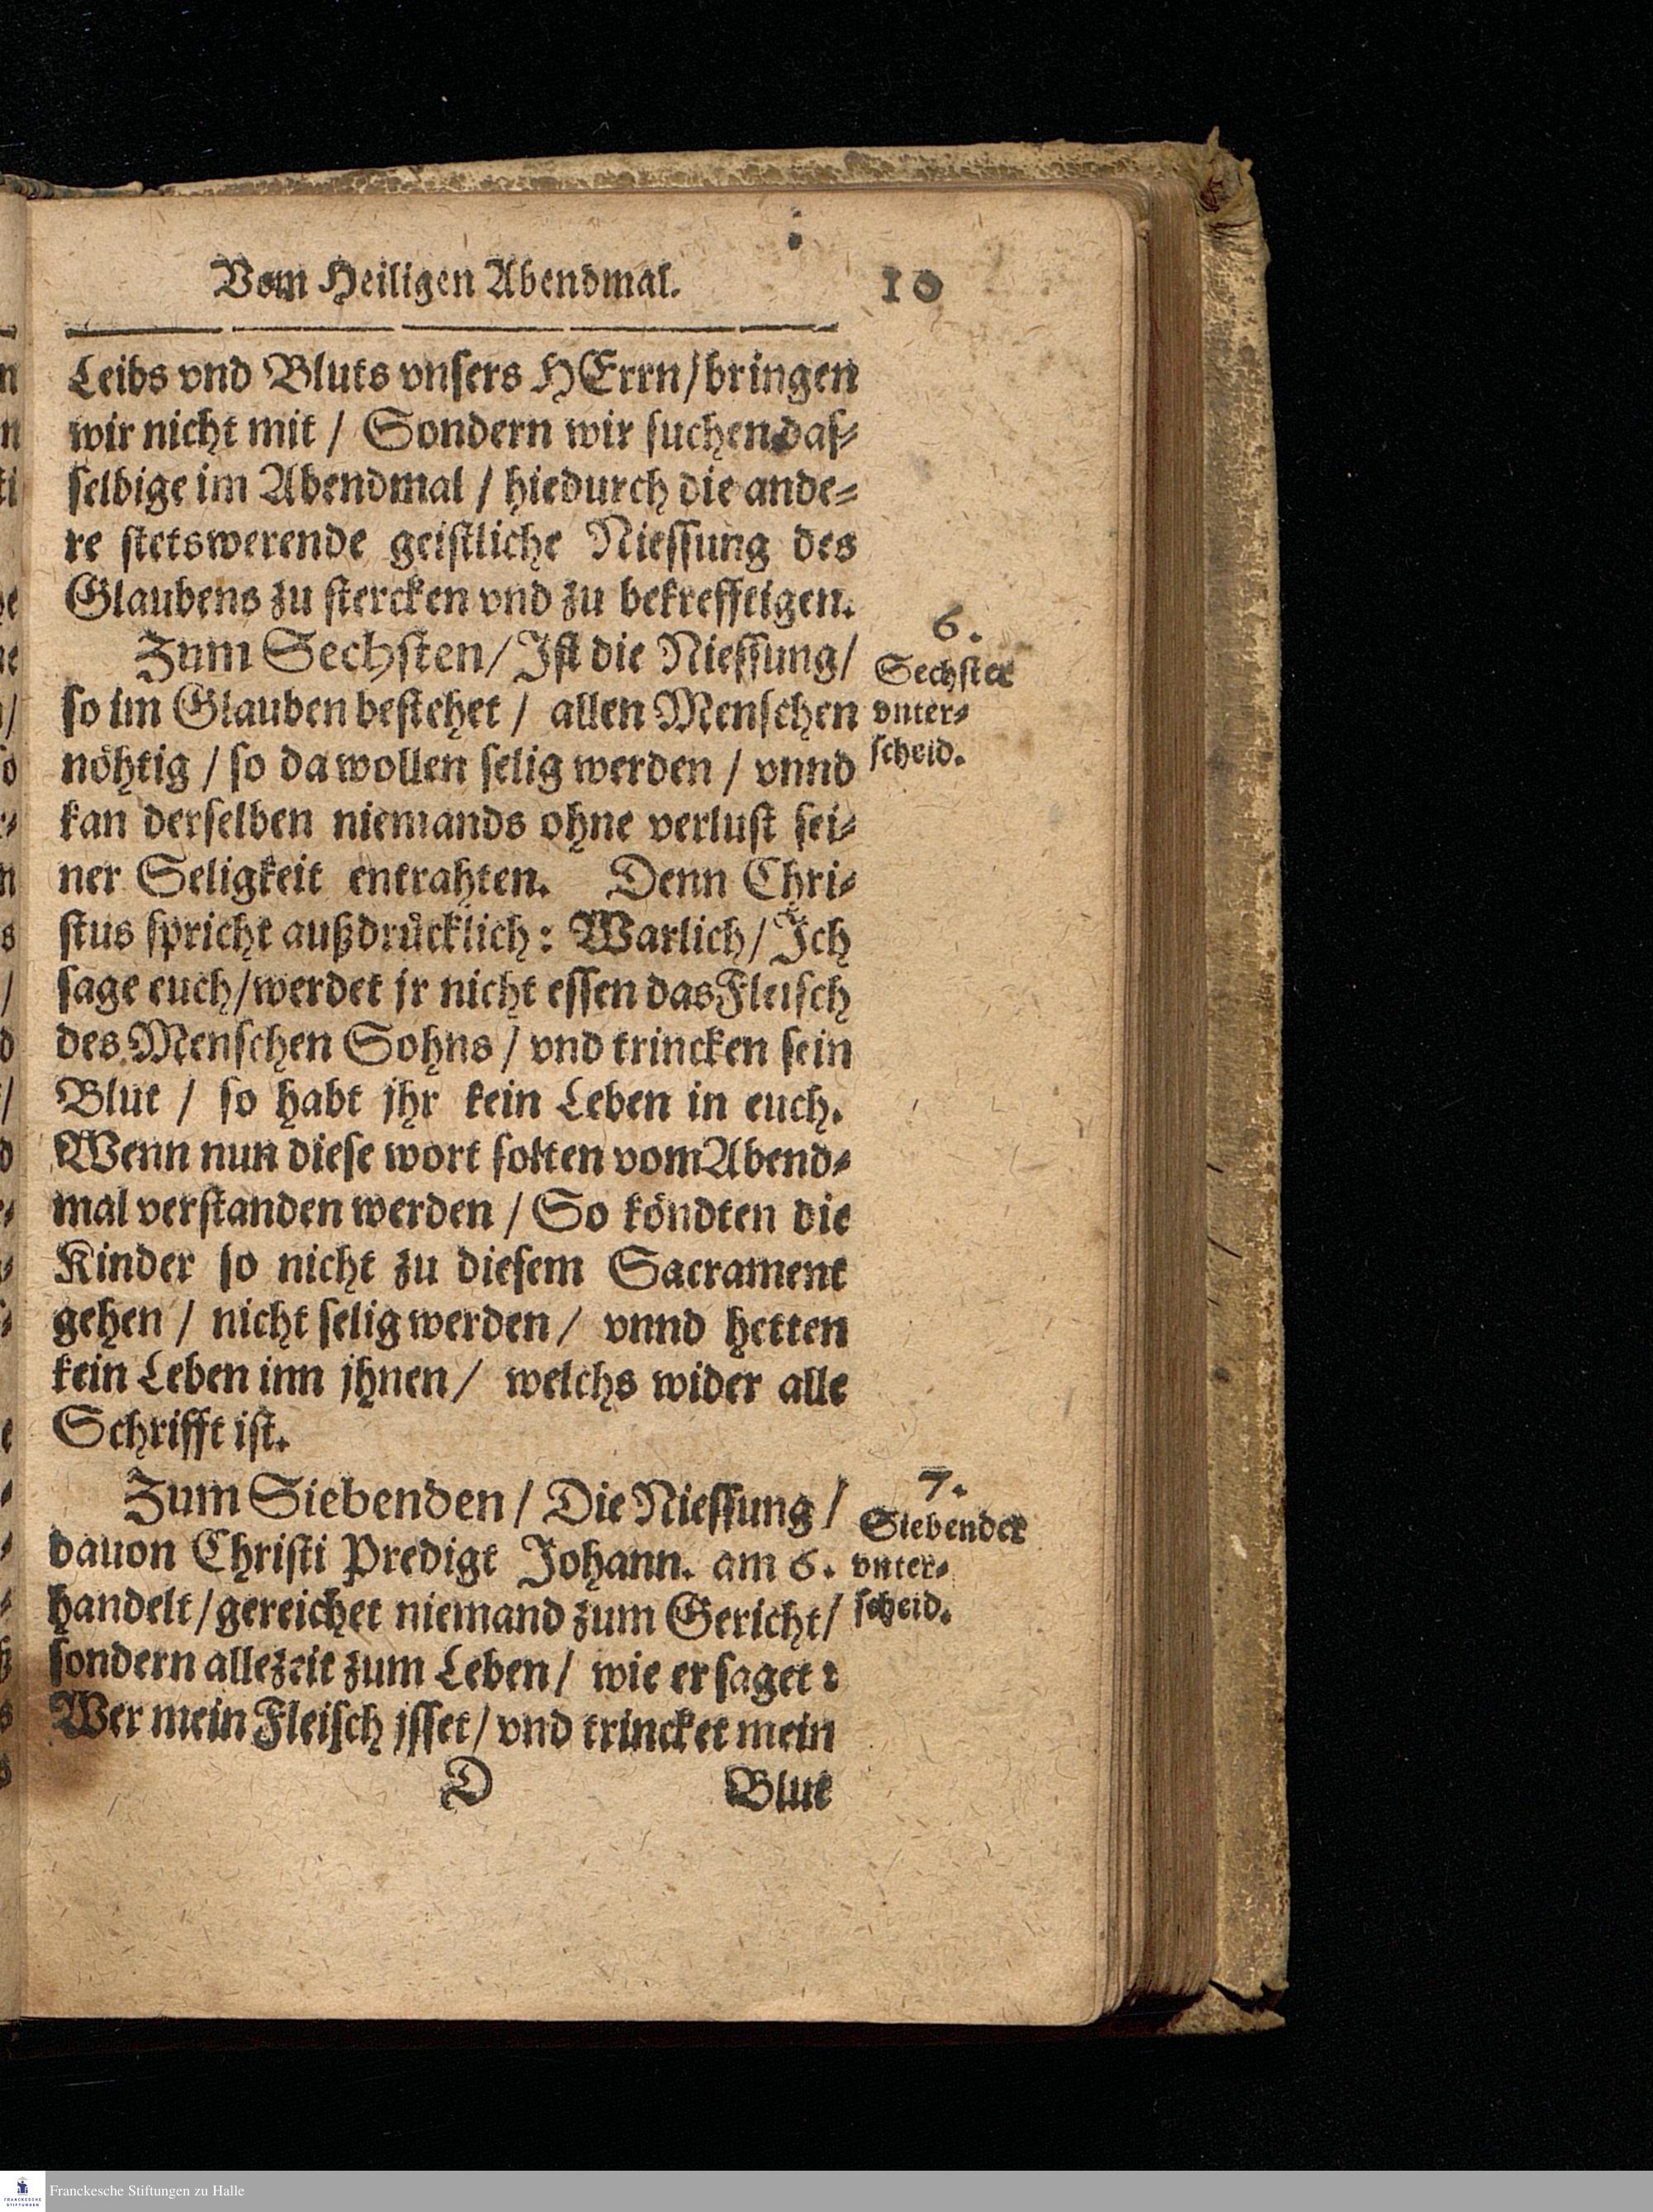 Vom Heiligen Abendmal. 10
Leibs vnd Bluts vnsers HErrn/bringen
wir nicht mit / Sondern wir suchen das-
selbige im Abendmal / hiedurch die ande-
re stetswerende geistliche Niessung des
Glaubens zu stercken vnd zu bekrefftigen.
Zum Sechsten/Ist die Niessung/
so im Glauben bestehet / allen Menschen
nöhtig / so da wollen selig werden / vnnd
kan derselben niemands ohne verlust sei-
ner Seligkeit entrahten. Denn Chri-
stus spricht außdrücklich: Warlich/Ich
sage euch/werdet jr nicht essen das Fleisch
des Menschen Sohns / vnd trincken sein
Blut / so habt jhr kein Leben in euch.
Wenn nun diese wort solten vom Abend-
mal verstanden werden / So köndten die
Kinder so nicht zu diesem Sacrament
gehen / nicht selig werden / vnnd hetten
kein Leben inn jhnen / welchs wider alle
Schrifft ist.
6.
Sechster
vnter-
scheid.
Zum Siebenden / Die Niessung /
dauon Christi Predigt Johann. am 6.
handelt/gereichet niemand zum Gericht/
sondern allezeit zum Leben / wie er saget:
Wer mein Fleisch jsset/vnd trincket mein
7.
Siebender
vnter-
scheid.
D Blut
Franckesche Stiftungen zu Halle
FRANCKESCHE
STIFTUNGEN